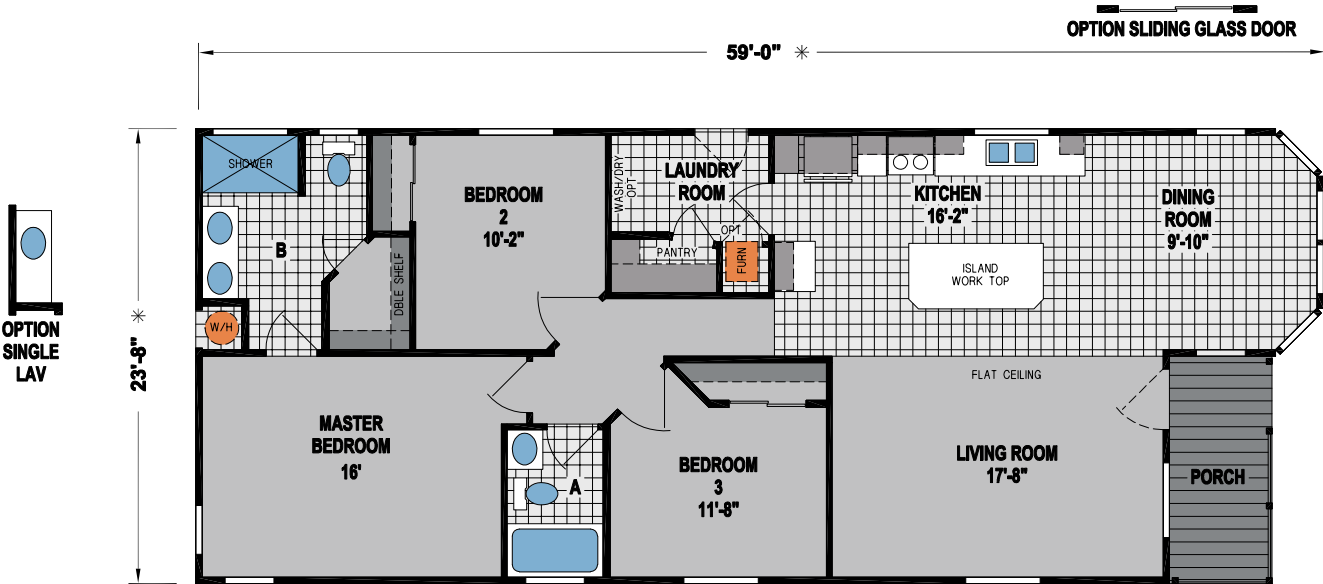 OPTION SLIDING GLASS DOOR
59'-0" ✳
SHOWER
B
W/H
DBLE SHELF
BEDROOM
2
10'-2"
WASH/DRY
OPT
LAUNDRY
ROOM
OPT
PANTRY
FURN
KITCHEN
16'-2"
ISLAND
WORK TOP
DINING
ROOM
9'-10"
OPTION
SINGLE
LAV
23'-8" ✳
MASTER
BEDROOM
16'
A
BEDROOM
3
11'-8"
FLAT CEILING
LIVING ROOM
17'-8"
PORCH